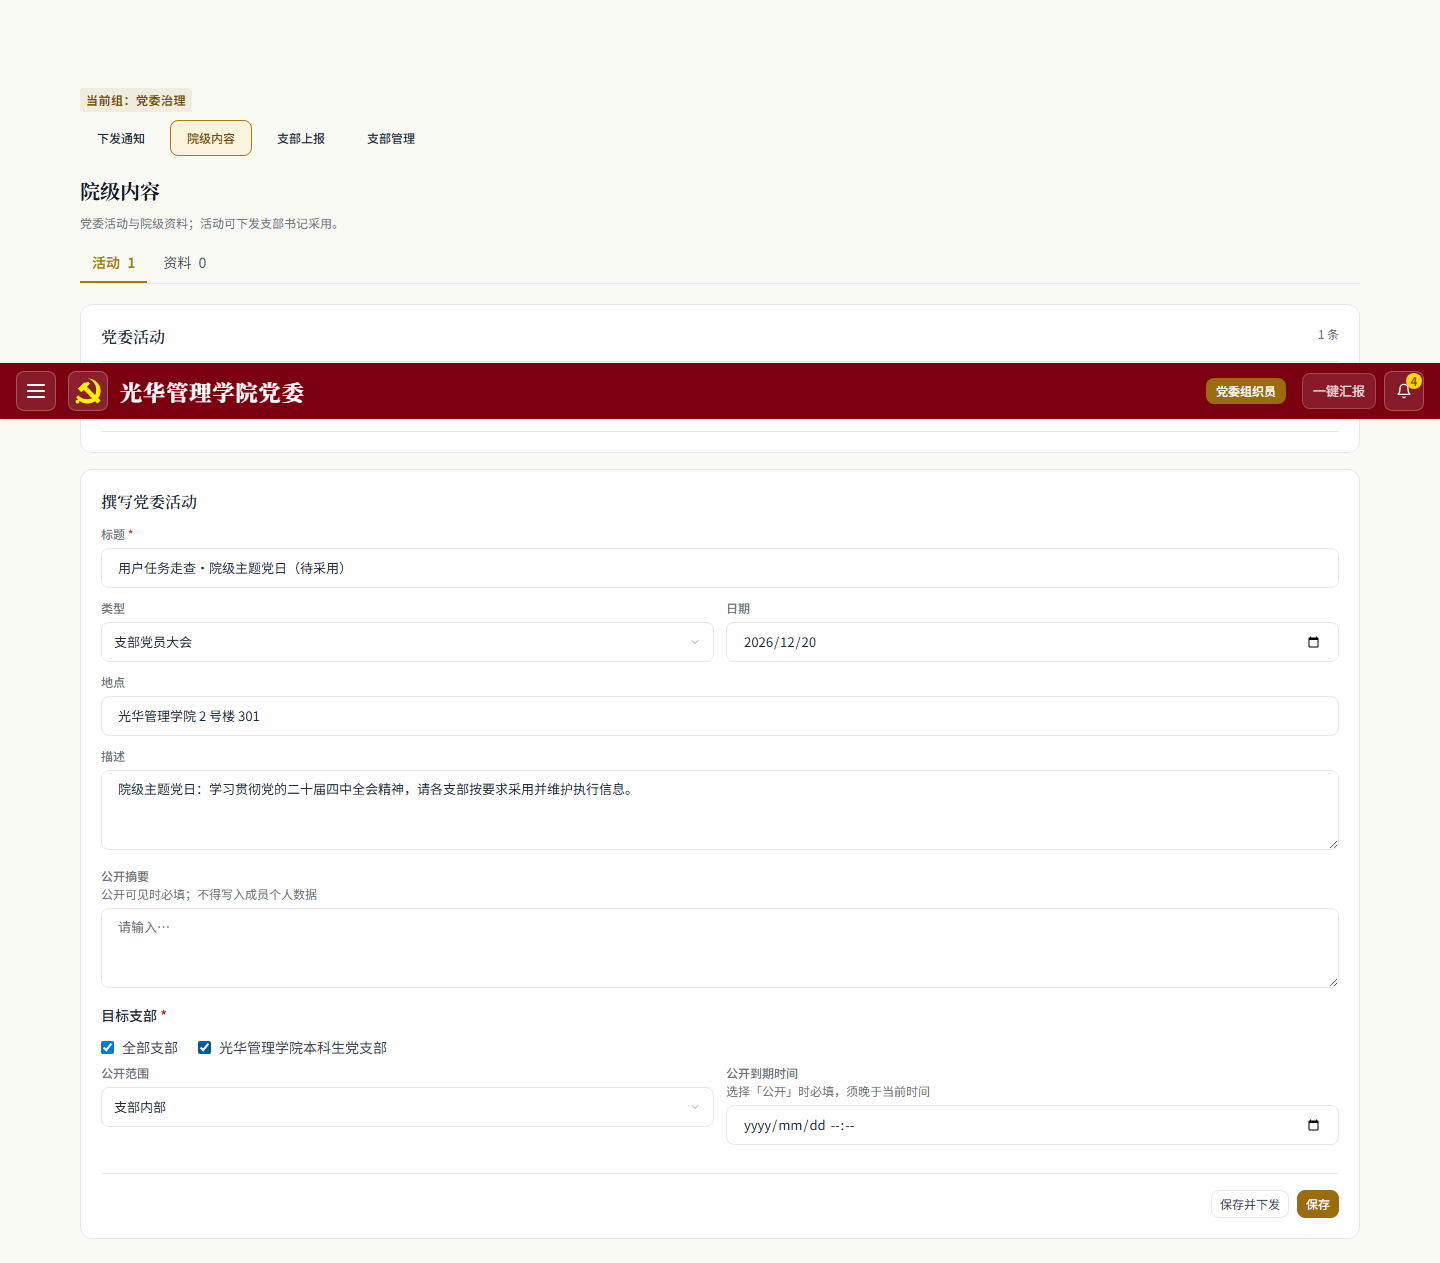 当前组：党委治理
下发通知 院级内容 支部上报 支部管理
院级内容
党委活动与院级资料；活动可下发支部书记采用。
活动 1 资料 0
党委活动 1 条
光华管理学院党委 党委组织员 一键汇报 4
撰写党委活动
标题 *
用户任务走查·院级主题党日（待采用）
类型 日期
支部党员大会 2026/12/20
地点
光华管理学院 2 号楼 301
描述
院级主题党日：学习贯彻党的二十届四中全会精神，请各支部按要求采用并维护执行信息。
公开摘要
公开可见时必填；不得写入成员个人数据
请输入…
目标支部 *
全部支部 光华管理学院本科生党支部
公开范围 公开到期时间
选择「公开」时必填，须晚于当前时间
支部内部 yyyy/mm/dd --:--
保存并下发 保存